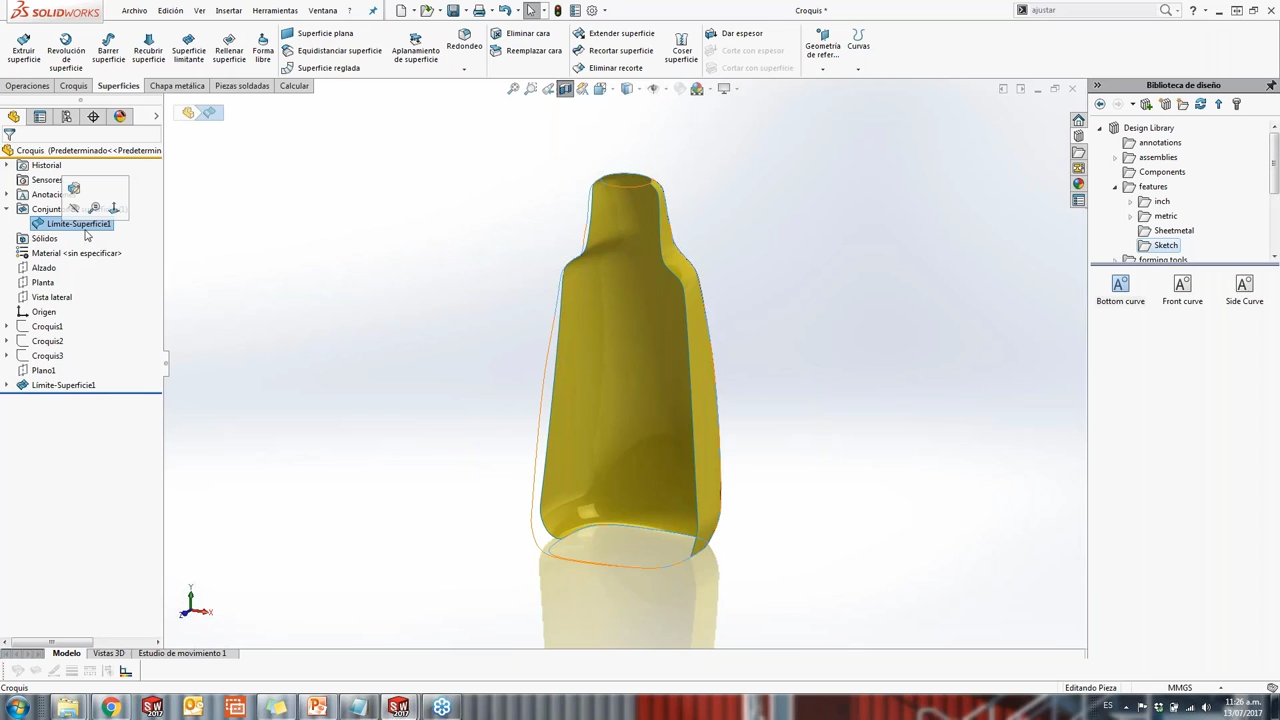 SOLIDWORKS
Archivo Edición Ver Insertar Herramientas Ventana
Croquis *
ajustar
Extruir superficie
Revolución de superficie
Barrer superficie
Recubrir superficie
Superficie limitante
Rellenar superficie
Forma libre
Superficie plana
Equidistanciar superficie
Superficie reglada
Aplanamiento de superficie
Redondeo
Eliminar cara
Reemplazar cara
Extender superficie
Recortar superficie
Eliminar recorte
Coser superficie
Dar espesor
Corte con espesor
Cortar con superficie
Geometría de refer...
Curvas
Operaciones Croquis Superficies Chapa metálica Piezas soldadas Calcular
Croquis (Predeterminado<<Predetermin
Historial
Sensores
Anotacio
Conjun
Límite-Superficie1
Sólidos
Material <sin especificar>
Alzado
Planta
Vista lateral
Origen
Croquis1
Croquis2
Croquis3
Plano1
Límite-Superficie1
Y
X
Z
Biblioteca de diseño
Design Library
annotations
assemblies
Components
features
inch
metric
Sheetmetal
Sketch
forming tools
Bottom curve
Front curve
Side Curve
Modelo Vistas 3D Estudio de movimiento 1
Croquis
Editando Pieza
MMGS
ES
11:26 a.m.
13/07/2017